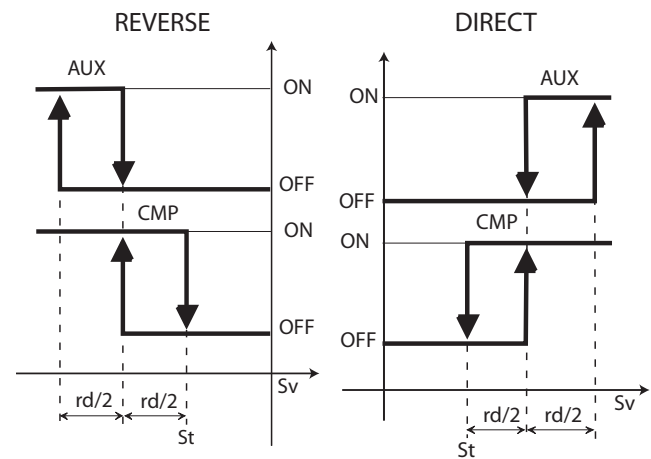 REVERSE
AUX
ON
OFF
CMP
ON
OFF
Sv
rd/2
rd/2
St
DIRECT
AUX
ON
OFF
CMP
ON
OFF
Sv
rd/2
rd/2
St